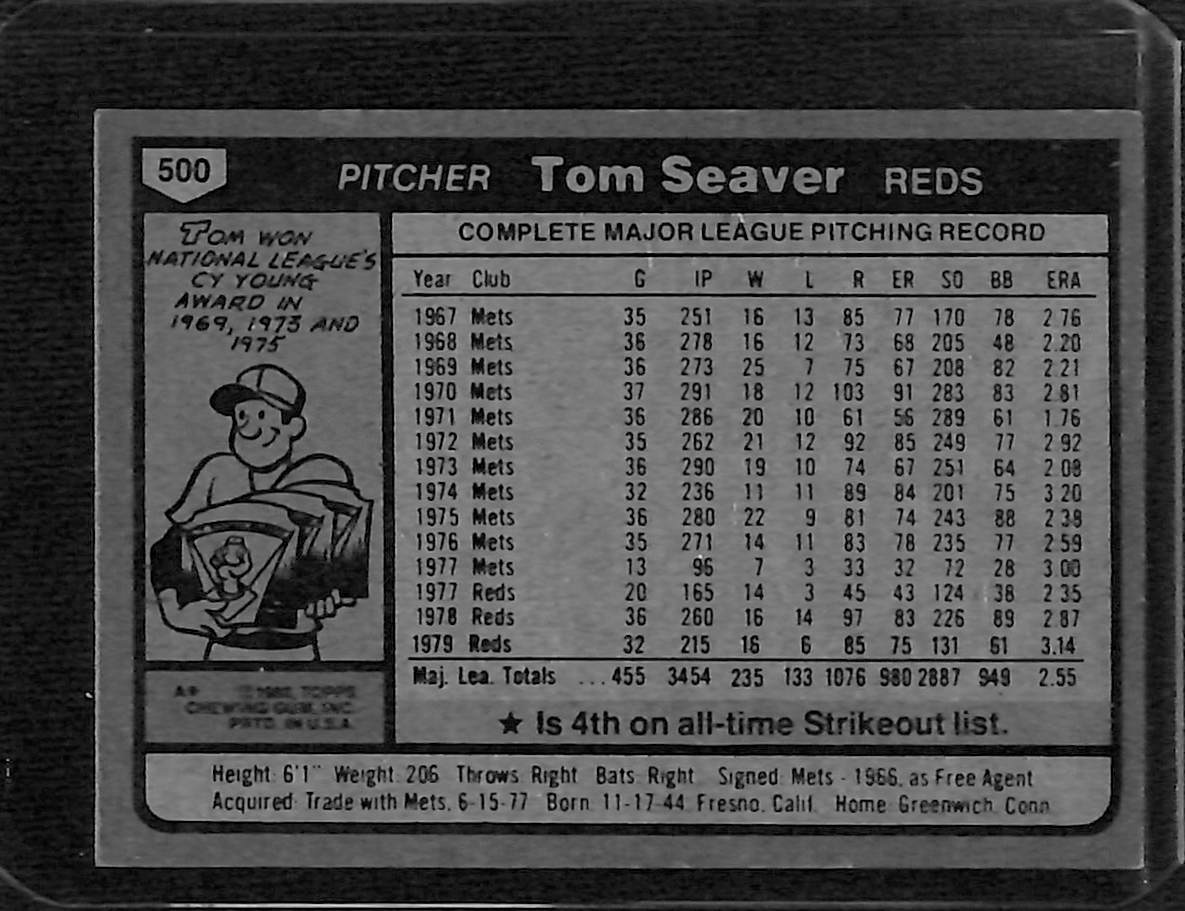 500 PITCHER Tom Seaver REDS
TOM WON
NATIONAL LEAGUE'S
CY YOUNG
AWARD IN
1969, 1973 AND
1975
COMPLETE MAJOR LEAGUE PITCHING RECORD
Year Club G IP W L R ER SO BB ERA
1967 Mets 35 251 16 13 85 77 170 78 2.76
1968 Mets 36 278 16 12 73 68 205 48 2.20
1969 Mets 36 273 25 7 75 67 208 82 2.21
1970 Mets 37 291 18 12 103 91 283 83 2.81
1971 Mets 36 286 20 10 61 56 289 61 1.76
1972 Mets 35 262 21 12 92 85 249 77 2.92
1973 Mets 36 290 19 10 74 67 251 64 2.08
1974 Mets 32 236 11 11 89 84 201 75 3.20
1975 Mets 36 280 22 9 81 74 243 88 2.38
1976 Mets 35 271 14 11 83 78 235 77 2.59
1977 Mets 13 96 7 3 33 32 72 28 3.00
1977 Reds 20 165 14 3 45 43 124 38 2.35
1978 Reds 36 260 16 14 97 83 226 89 2.87
1979 Reds 32 215 16 6 85 75 131 61 3.14
Maj. Lea. Totals ...455 3454 235 133 1076 980 2887 949 2.55
★ Is 4th on all-time Strikeout list.
A* © 1980, TOPPS
CHEWING GUM, INC.
PRTD. IN U.S.A.
Height: 6'1" Weight: 206 Throws: Right Bats: Right Signed: Mets - 1966, as Free Agent
Acquired: Trade with Mets, 6-15-77 Born: 11-17-44, Fresno, Calif. Home: Greenwich, Conn.